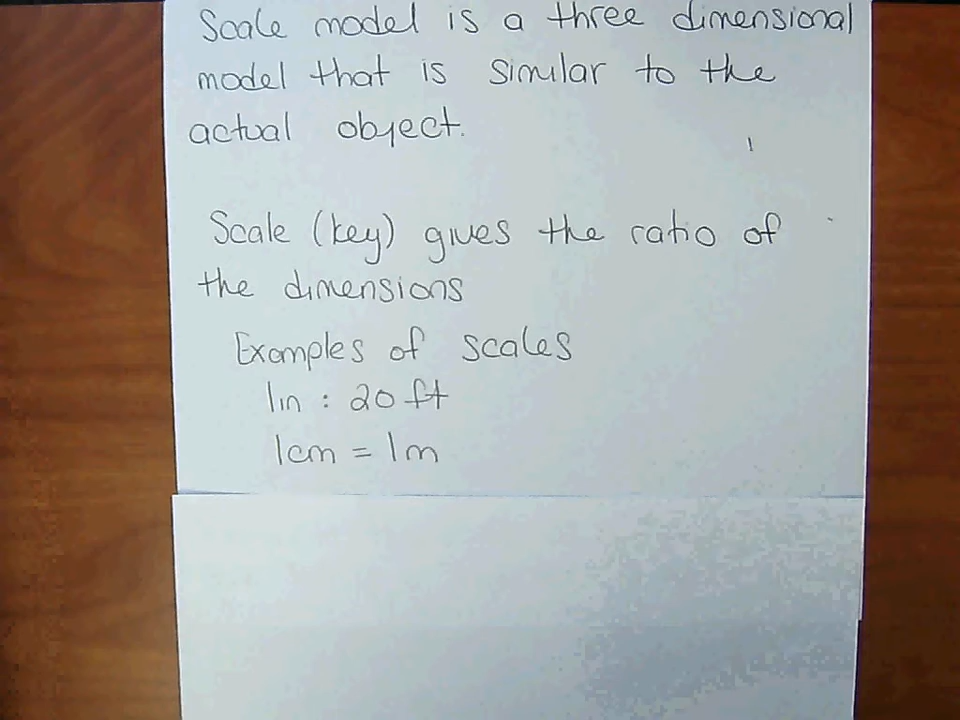 Scale model is a three dimensional
model that is similar to the
actual object.
Scale (key) gives the ratio of
the dimensions
Examples of scales
1in : 20 ft
1cm = 1m